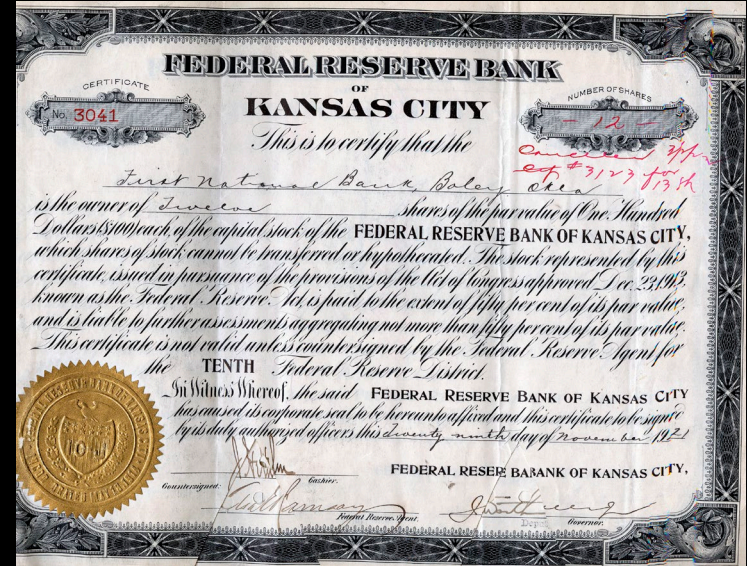 FEDERAL RESERVE BANK
OF
KANSAS CITY
CERTIFICATE
No. 3041
NUMBER OF SHARES
- 12 -
This is to certify that the
Cancelled
ctf #3123 for
13 sh
First National Bank, Boley Okla
is the owner of Twelve shares of the par value of One Hundred
Dollars ($100) each, of the capital stock of the FEDERAL RESERVE BANK OF KANSAS CITY,
which shares of stock cannot be transferred or hypothecated. The stock represented by this
certificate, issued in pursuance of the provisions of the Act of Congress approved Dec. 23, 1913,
known as the Federal Reserve Act, is paid to the extent of fifty per cent of its par value,
and is liable to further assessments aggregating not more than fifty per cent of its par value.
This certificate is not valid unless countersigned by the Federal Reserve Agent for
the TENTH Federal Reserve District.
In Witness Whereof, the said FEDERAL RESERVE BANK OF KANSAS CITY
has caused its corporate seal to be hereunto affixed and this certificate to be signe
by its duly authorized officers this twenty ninth day of November 1921
FEDERAL RESER BABANK OF KANSAS CITY,
Cashier.
Countersigned:
Federal Reserve Agent.
Governor.